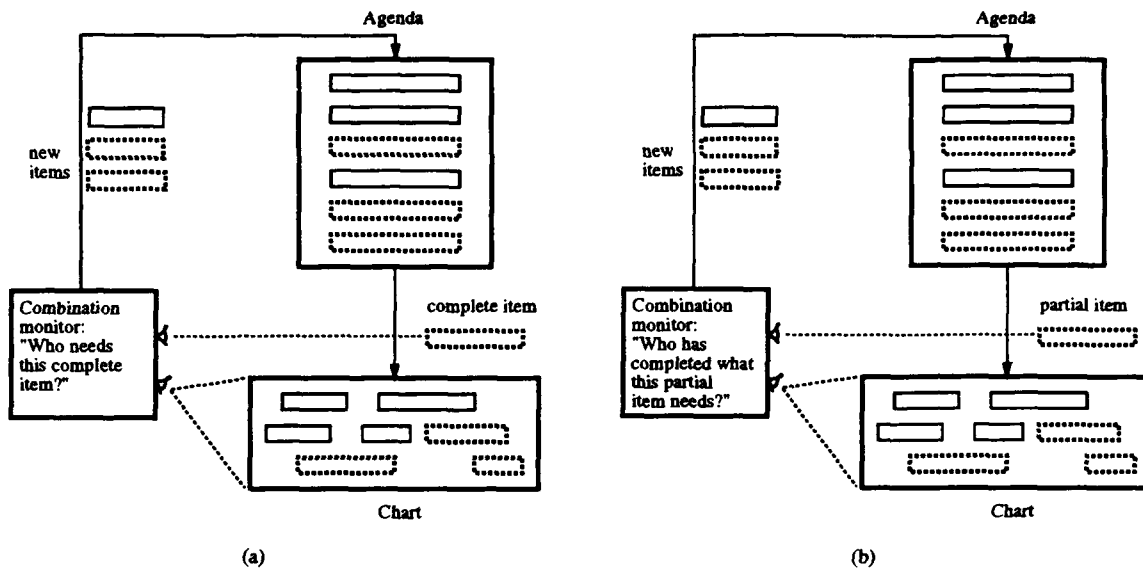 Agenda
new
items
Combination
monitor:
"Who needs
this complete
item?"
complete item
Chart
(a)
Agenda
new
items
Combination
monitor:
"Who has
completed what
this partial
item needs?"
partial item
Chart
(b)